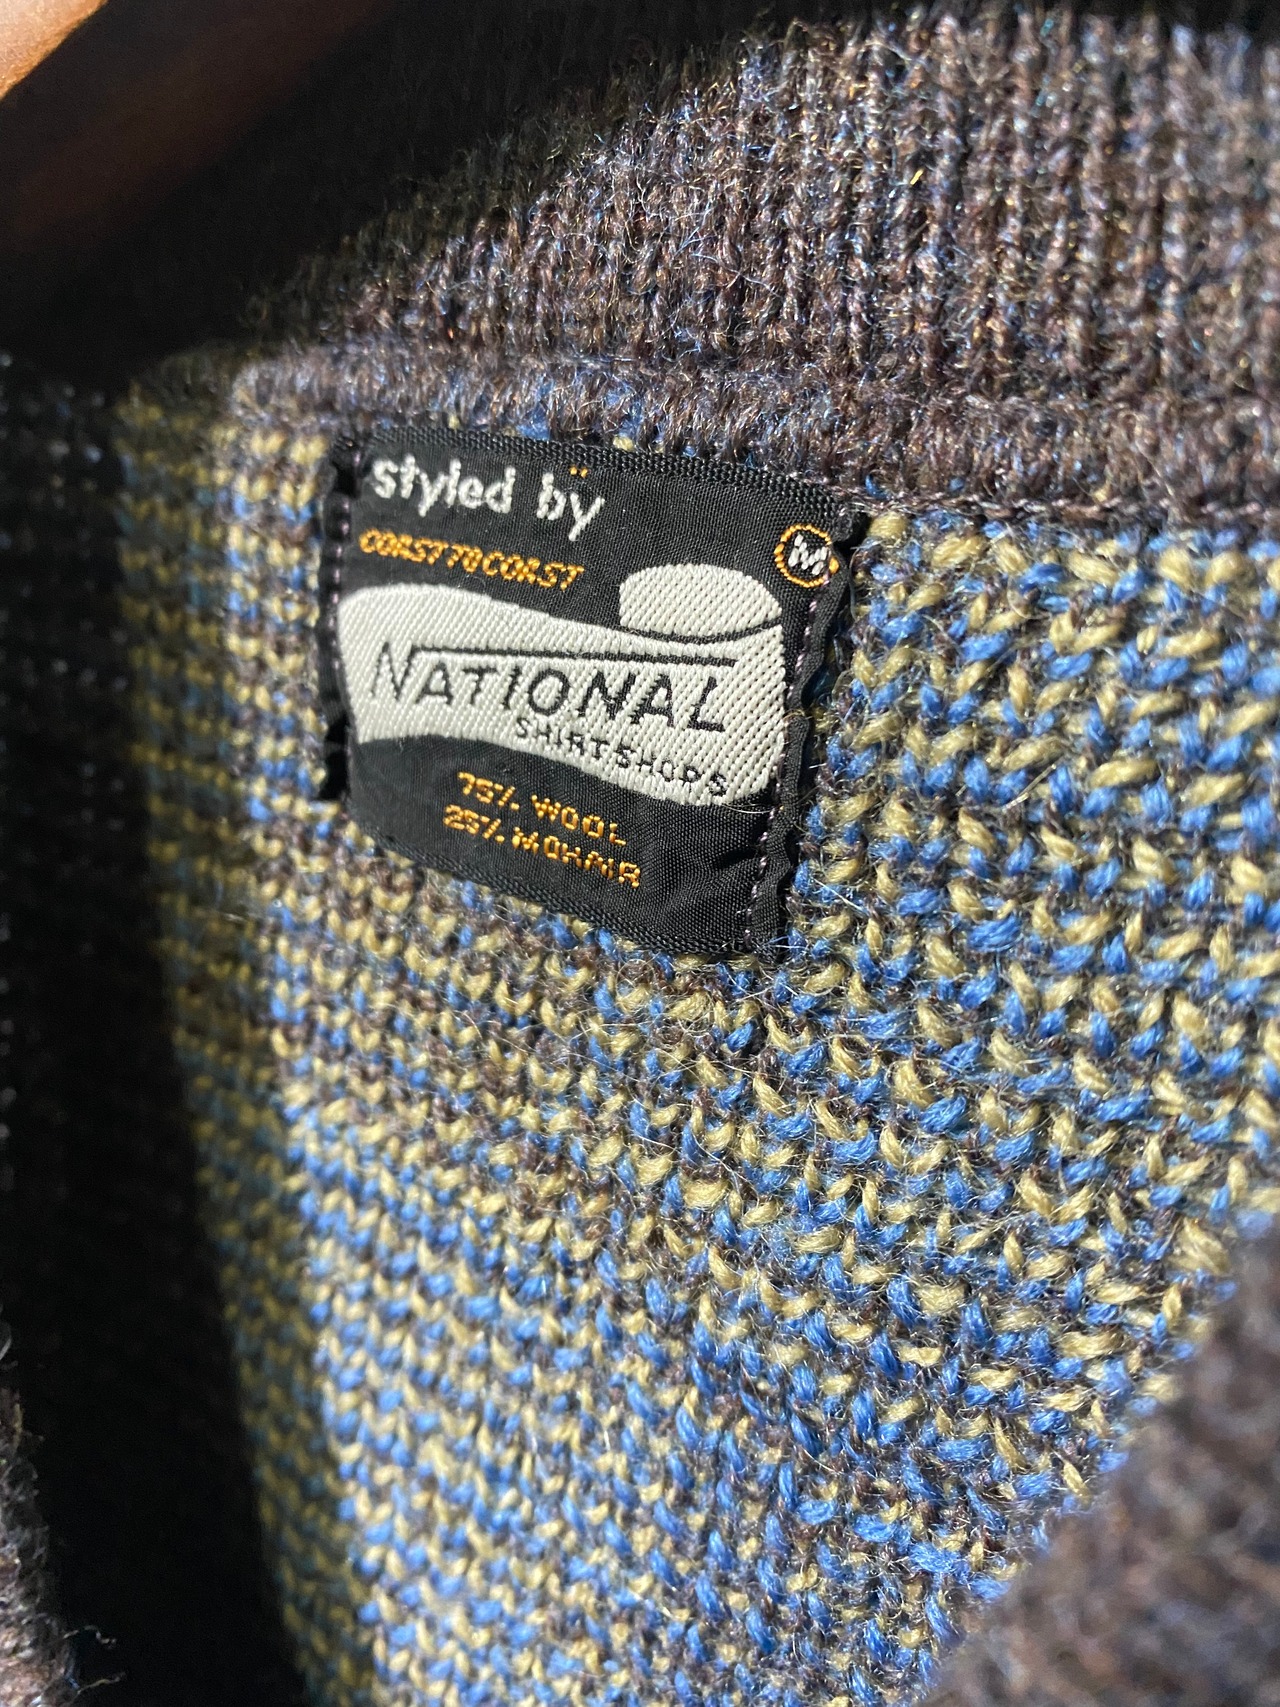 styled by
COAST TO COAST
M
NATIONAL
SHIRT SHOPS
75% WOOL
25% MOHAIR